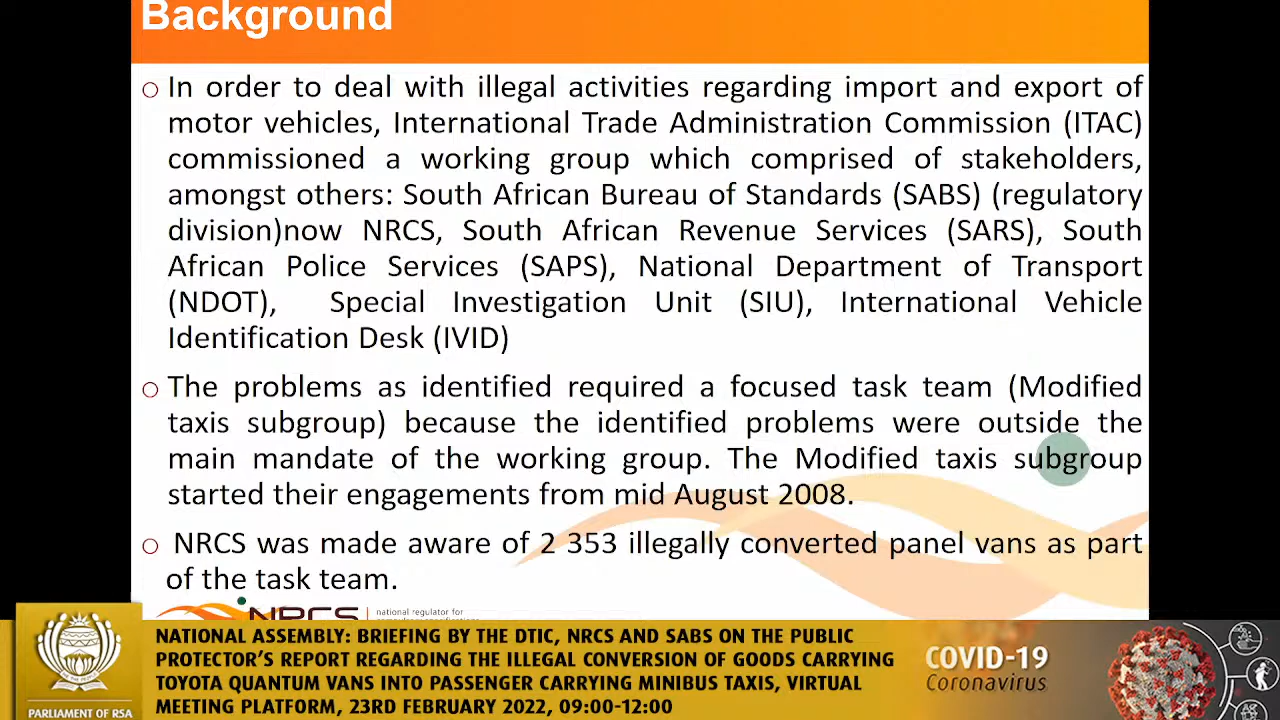 Background
In order to deal with illegal activities regarding import and export of
motor vehicles, International Trade Administration Commission (ITAC)
commissioned a working group which comprised of stakeholders,
amongst others: South African Bureau of Standards (SABS) (regulatory
division)now NRCS, South African Revenue Services (SARS), South
African Police Services (SAPS), National Department of Transport
(NDOT), Special Investigation Unit (SIU), International Vehicle
Identification Desk (IVID)
The problems as identified required a focused task team (Modified
taxis subgroup) because the identified problems were outside the
main mandate of the working group. The Modified taxis subgroup
started their engagements from mid August 2008.
NRCS was made aware of 2 353 illegally converted panel vans as part
of the task team.
NRCS
national regulator for
NATIONAL ASSEMBLY: BRIEFING BY THE DTIC, NRCS AND SABS ON THE PUBLIC
PROTECTOR'S REPORT REGARDING THE ILLEGAL CONVERSION OF GOODS CARRYING
TOYOTA QUANTUM VANS INTO PASSENGER CARRYING MINIBUS TAXIS, VIRTUAL
MEETING PLATFORM, 23RD FEBRUARY 2022, 09:00-12:00
PARLIAMENT OF RSA
COVID-19
Coronavirus